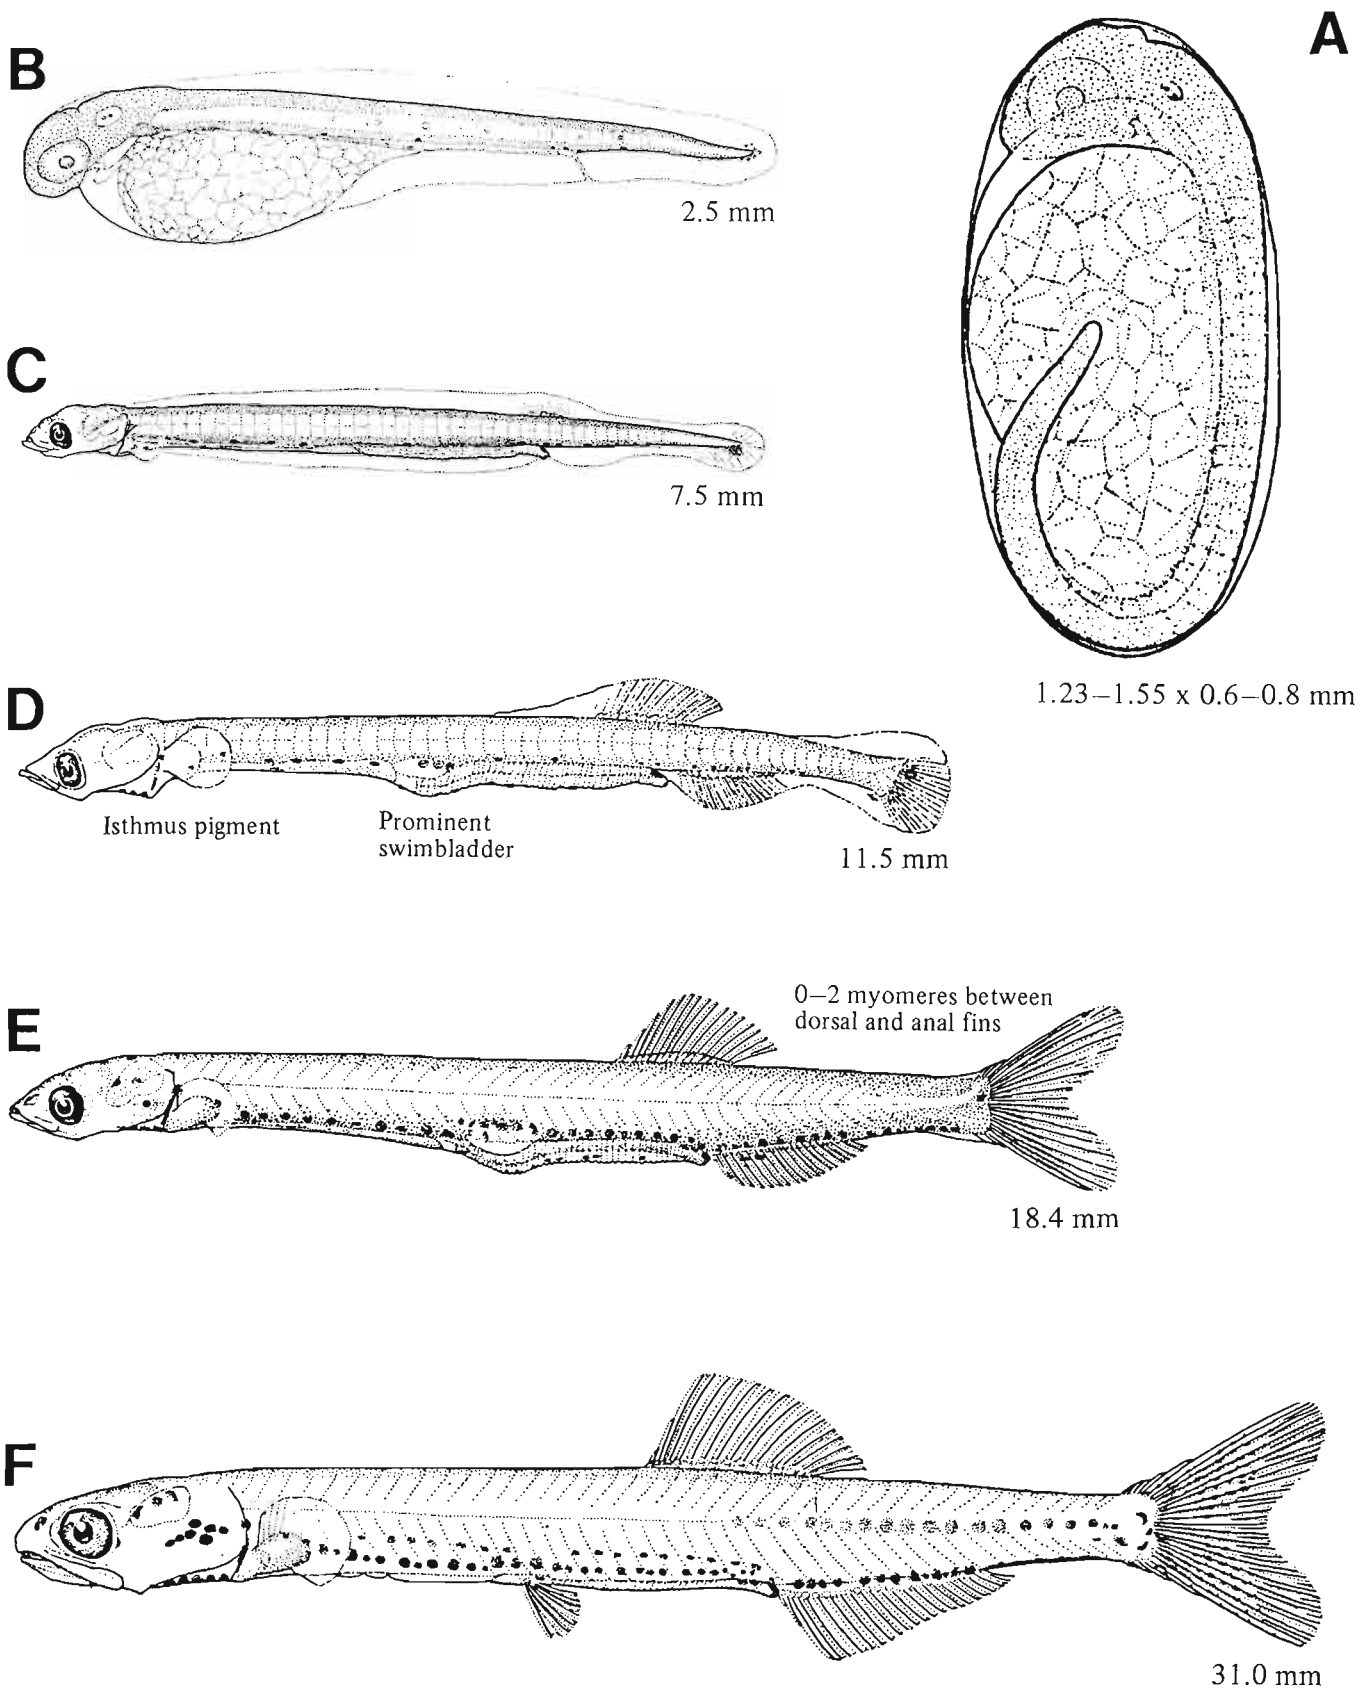 A
B
2.5 mm
C
7.5 mm
1.23–1.55 x 0.6–0.8 mm
D
Isthmus pigment
Prominent
swimbladder
11.5 mm
E
0–2 myomeres between
dorsal and anal fins
18.4 mm
F
31.0 mm